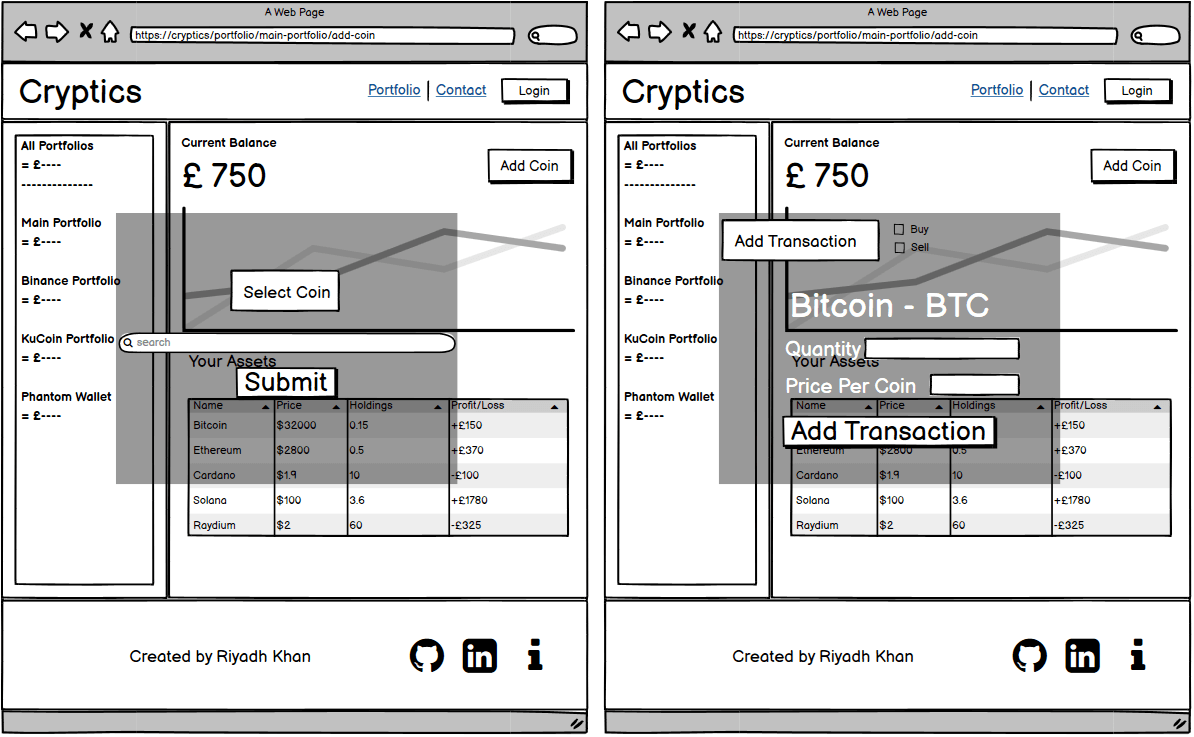 A Web Page
https://cryptics/portfolio/main-portfolio/add-coin
Cryptics
Portfolio | Contact
Login
All Portfolios
= £----
--------------
Main Portfolio
= £----
Binance Portfolio
= £----
KuCoin Portfolio
= £----
Phantom Wallet
= £----
Current Balance
£ 750
Add Coin
Select Coin
search
Your Assets
Submit
Name Price Holdings Profit/Loss
Bitcoin $32000 0.15 +£150
Ethereum $2800 0.5 +£370
Cardano $1.9 10 -£100
Solana $100 3.6 +£1780
Raydium $2 60 -£325
Created by Riyadh Khan
in
A Web Page
https://cryptics/portfolio/main-portfolio/add-coin
Cryptics
Portfolio | Contact
Login
All Portfolios
= £----
--------------
Main Portfolio
= £----
Binance Portfolio
= £----
KuCoin Portfolio
= £----
Phantom Wallet
= £----
Current Balance
£ 750
Add Coin
Add Transaction
Buy
Sell
Bitcoin - BTC
Quantity
Your Assets
Price Per Coin
Name Price Holdings Profit/Loss
Add Transaction
+£150
Ethereum $2800 0.5 +£370
Cardano $1.9 10 -£100
Solana $100 3.6 +£1780
Raydium $2 60 -£325
Created by Riyadh Khan
in